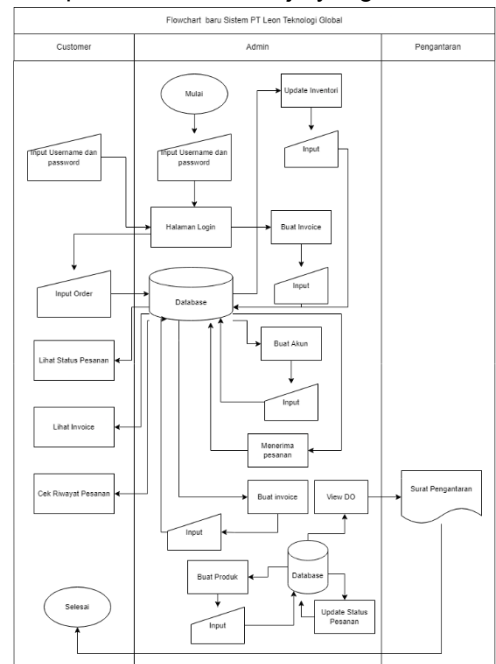 Flowchart baru Sistem PT Leon Teknologi Global
Customer
Admin
Pengantaran
Mulai
Update Inventori
Input Username dan
password
Input Username dan
password
Input
Halaman Login
Buat Invoice
Input Order
Database
Input
Lihat Status Pesanan
Buat Akun
Input
Lihat Invoice
Menerima
pesanan
Cek Riwayat Pesanan
Buat invoice
View DO
Surat Pengantaran
Input
Buat Produk
Database
Selesai
Input
Update Status
Pesanan